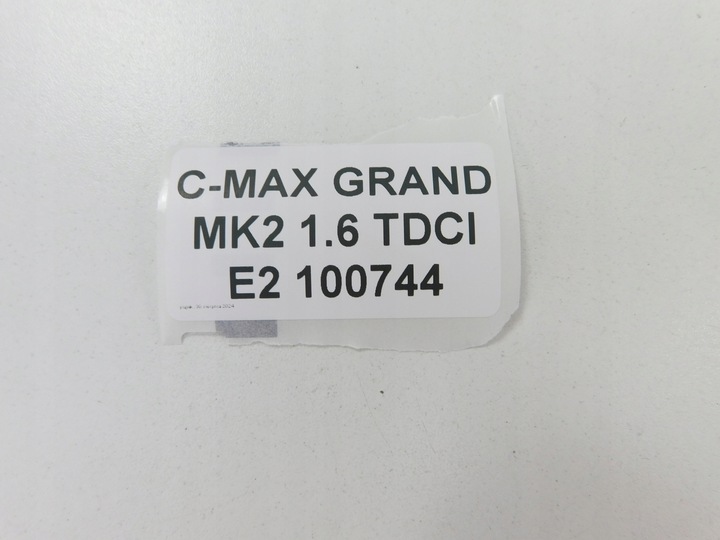 C-MAX GRAND
MK2 1.6 TDCI
E2 100744